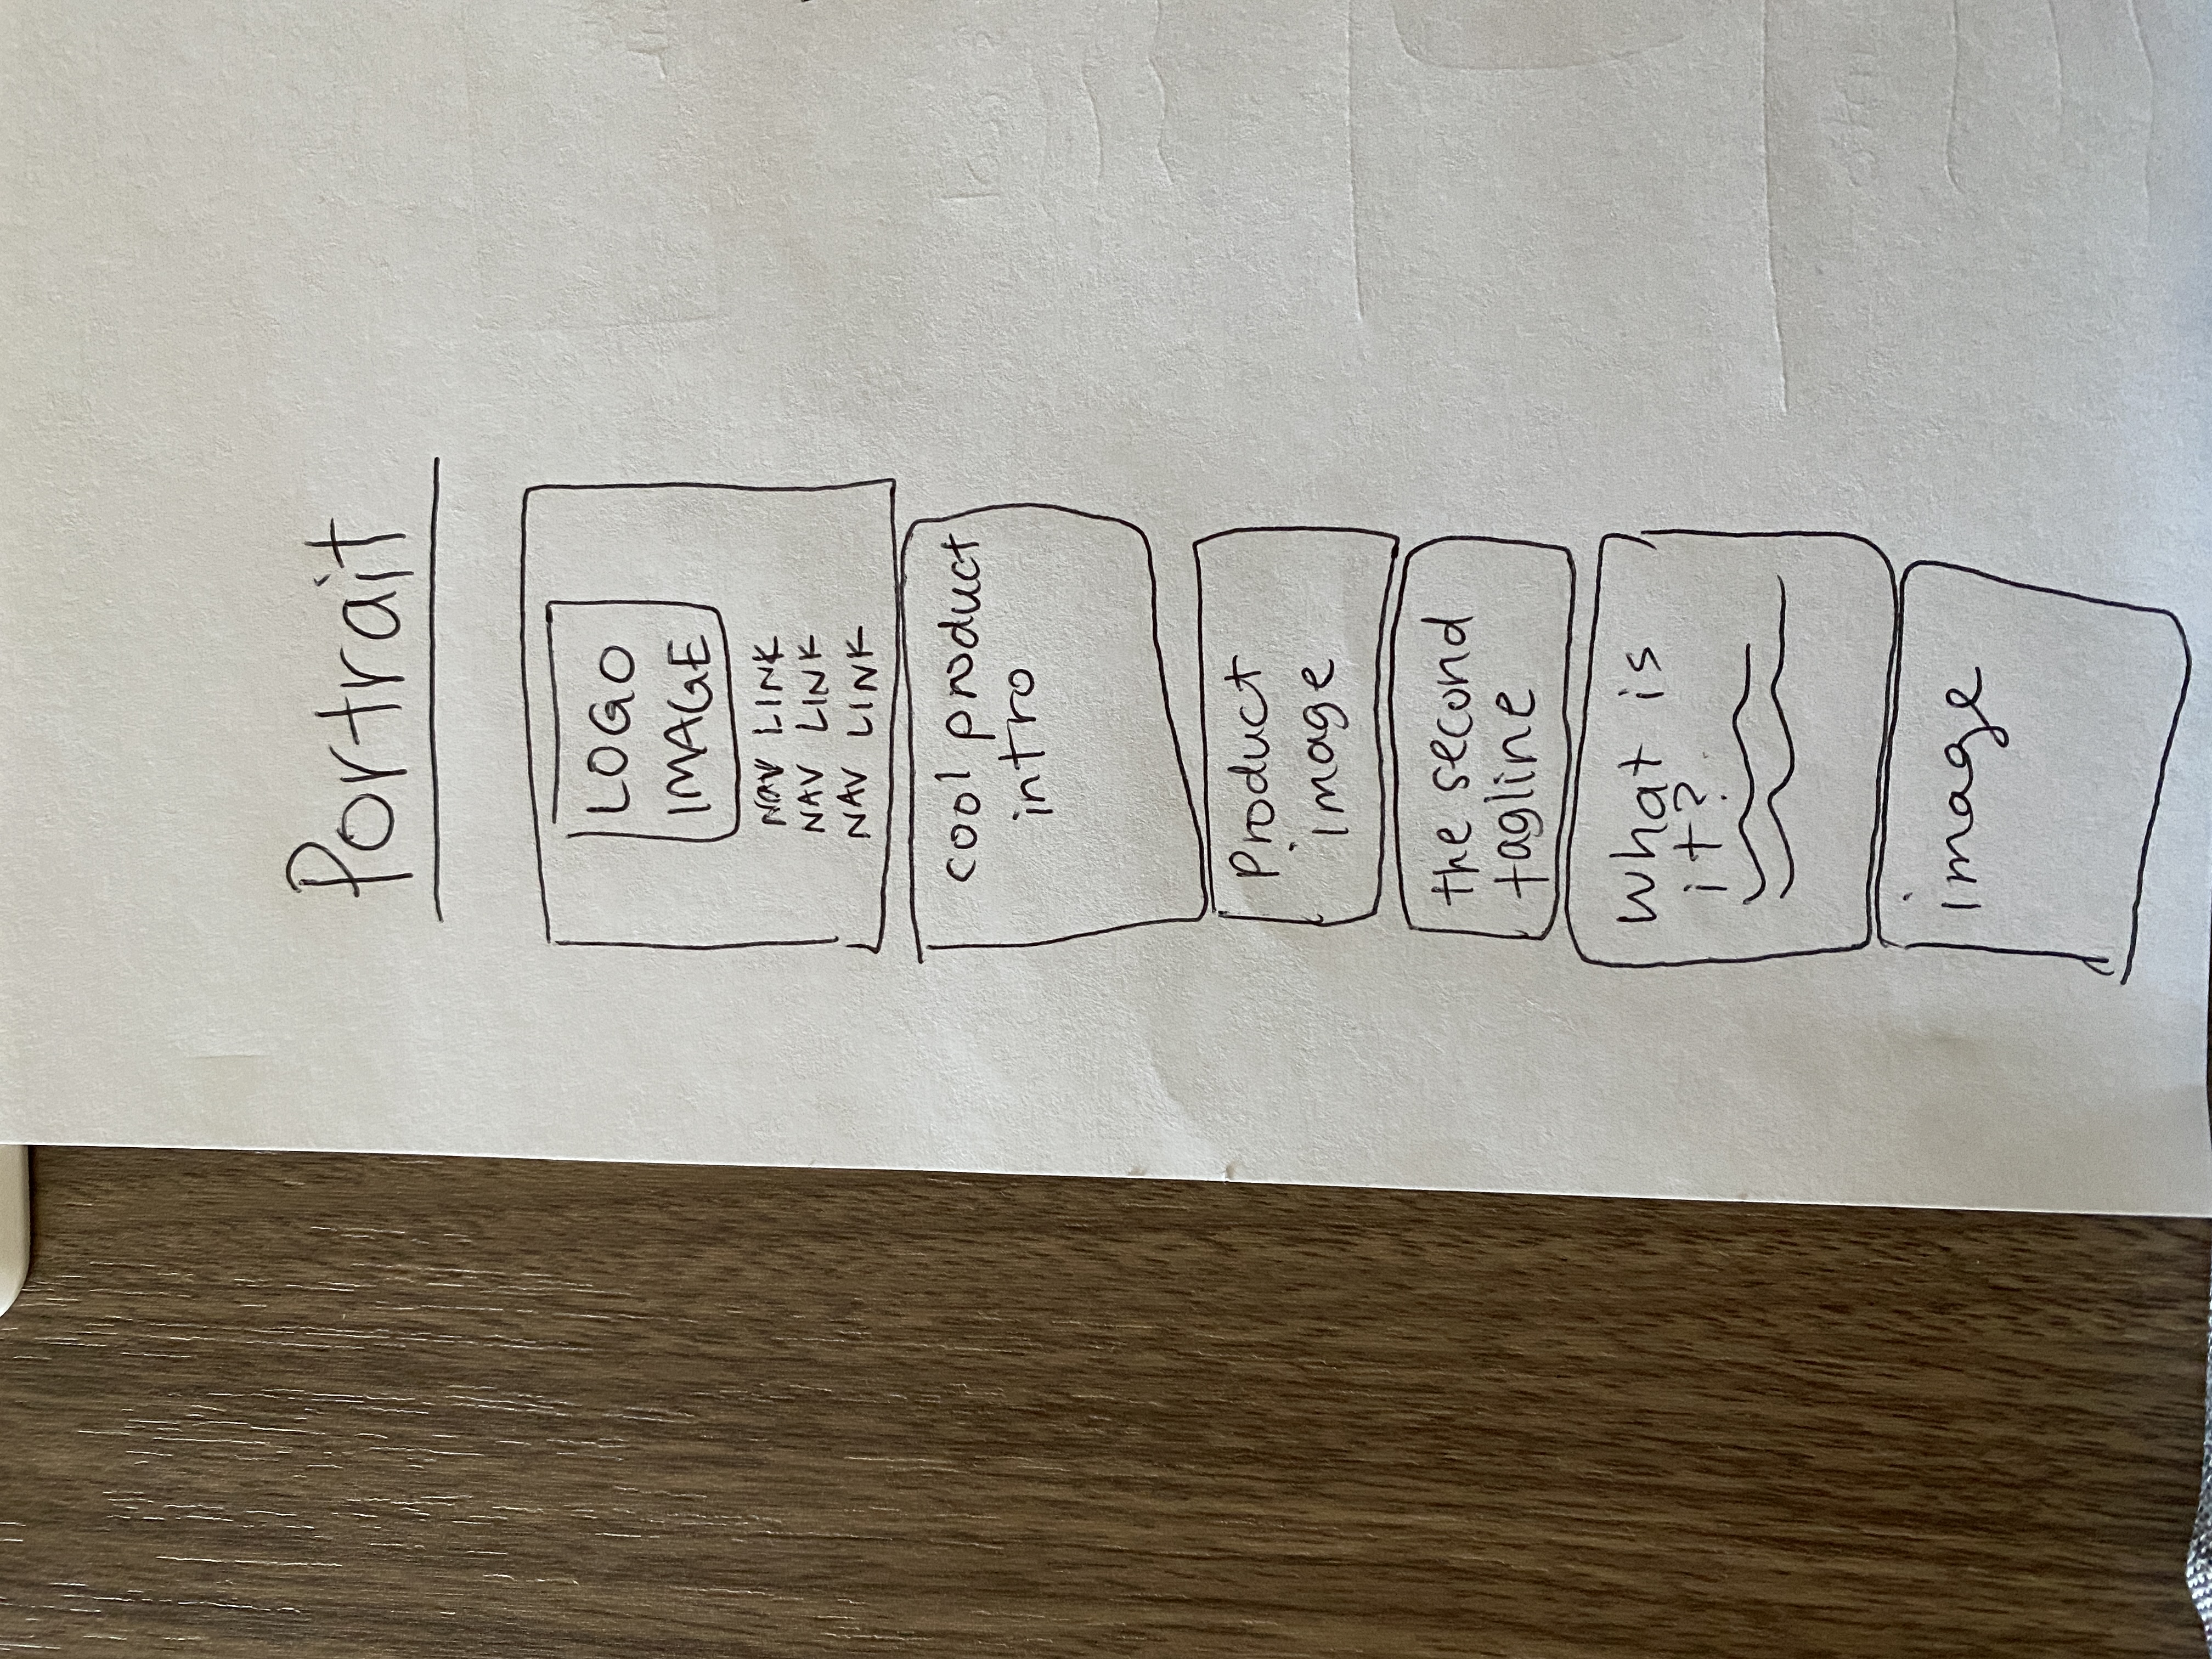 Portrait
LOGO
IMAGE
NAV LINK
NAV LINK
NAV LINK
cool product
intro
Product
image
the second
tagline
What is
it?
image